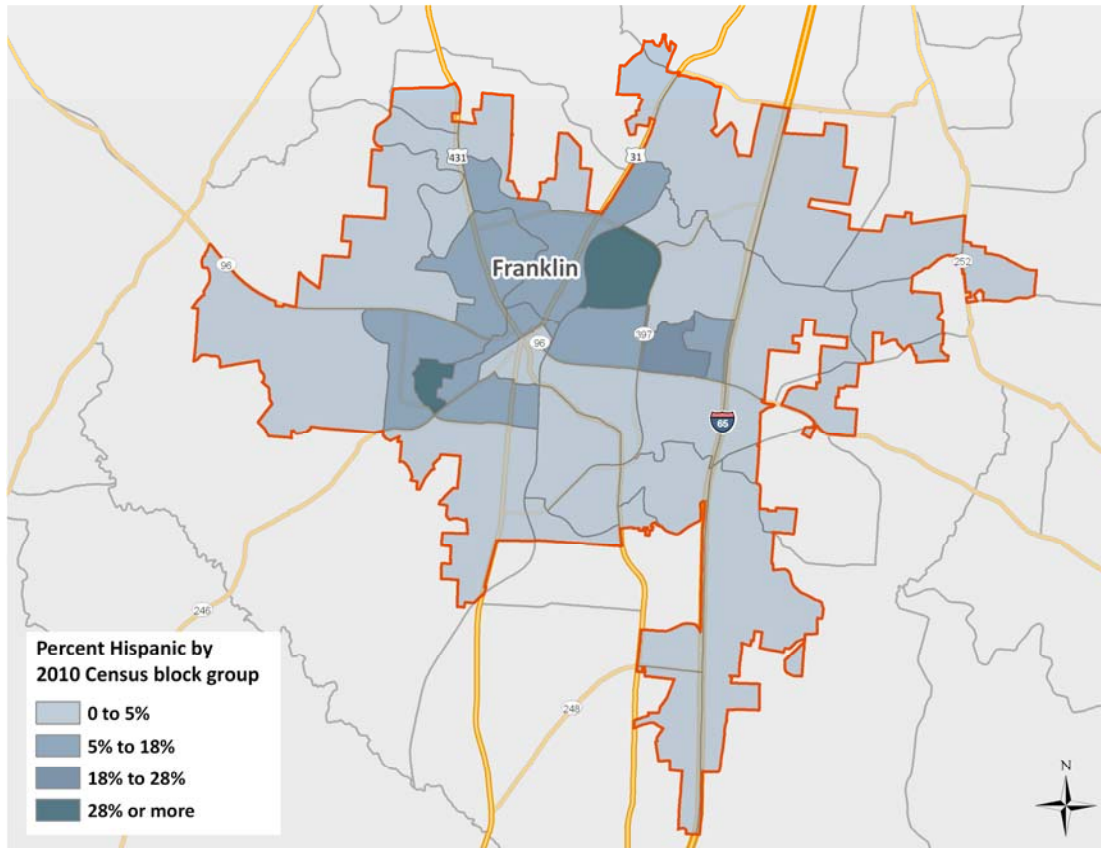 431
31
96
252
Franklin
397
96
65
246
248
Percent Hispanic by
2010 Census block group
0 to 5%
5% to 18%
18% to 28%
28% or more
N